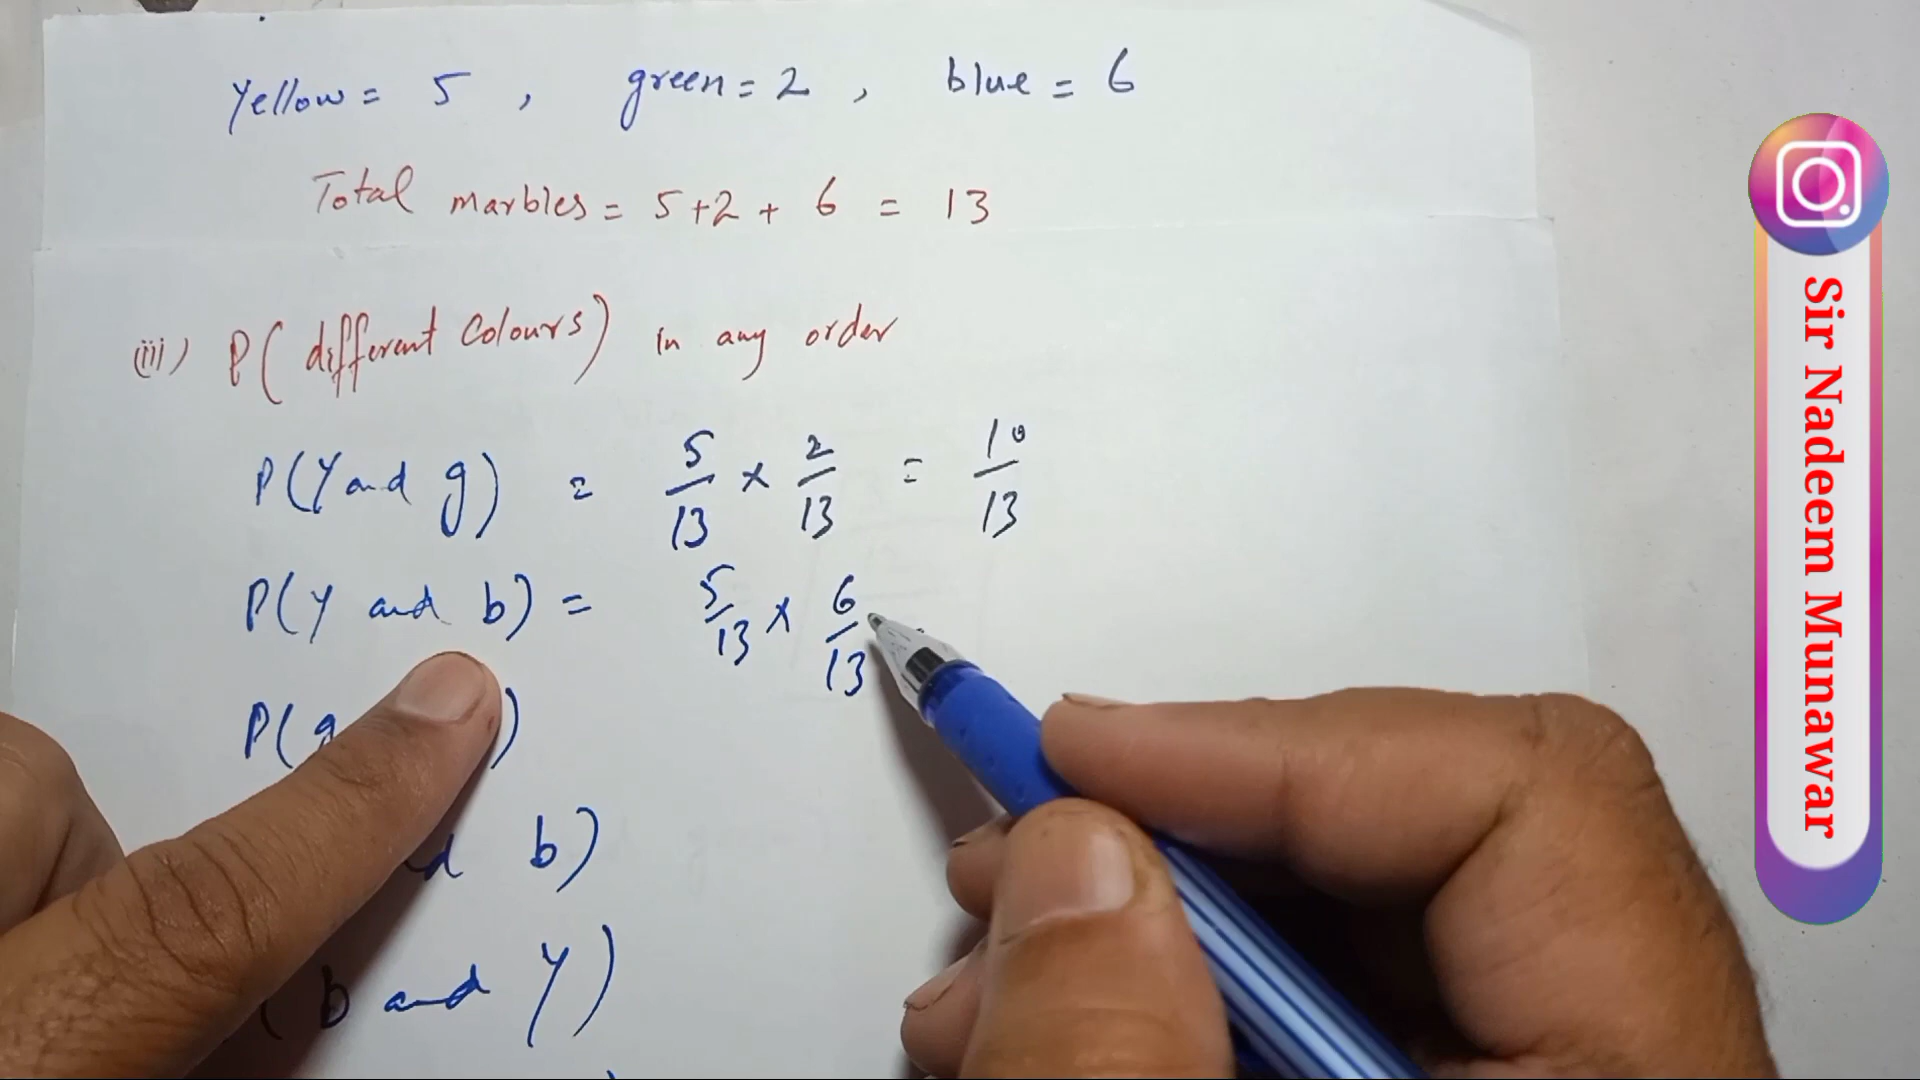 Yellow = 5 , green = 2 , blue = 6
Total marbles = 5+2 + 6 = 13
(iii) P( different Colours) in any order
P(Y and g) = 5/13 x 2/13 = 10/13
P(Y and b) = 5/13 x 6/13
P(g )
b)
( b and Y)
Sir Nadeem Munawar